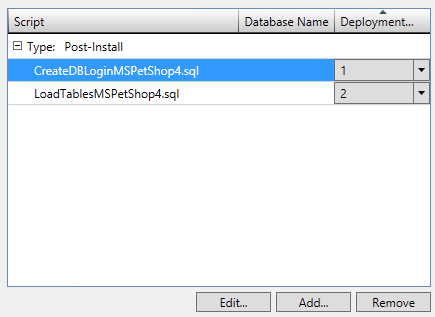 Script Database Name Deployment...
Type: Post-Install
CreateDBLoginMSPetShop4.sql 1
LoadTablesMSPetShop4.sql 2
Edit... Add... Remove